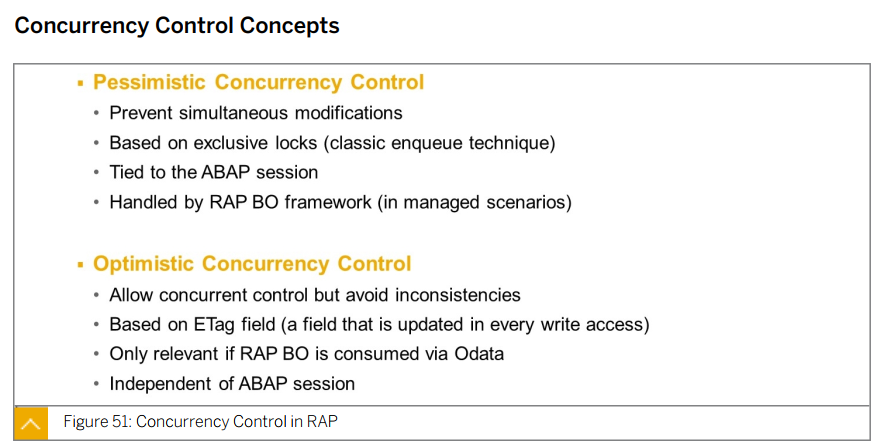 Concurrency Control Concepts
▪ Pessimistic Concurrency Control
• Prevent simultaneous modifications
• Based on exclusive locks (classic enqueue technique)
• Tied to the ABAP session
• Handled by RAP BO framework (in managed scenarios)
▪ Optimistic Concurrency Control
• Allow concurrent control but avoid inconsistencies
• Based on ETag field (a field that is updated in every write access)
• Only relevant if RAP BO is consumed via Odata
• Independent of ABAP session
Figure 51: Concurrency Control in RAP